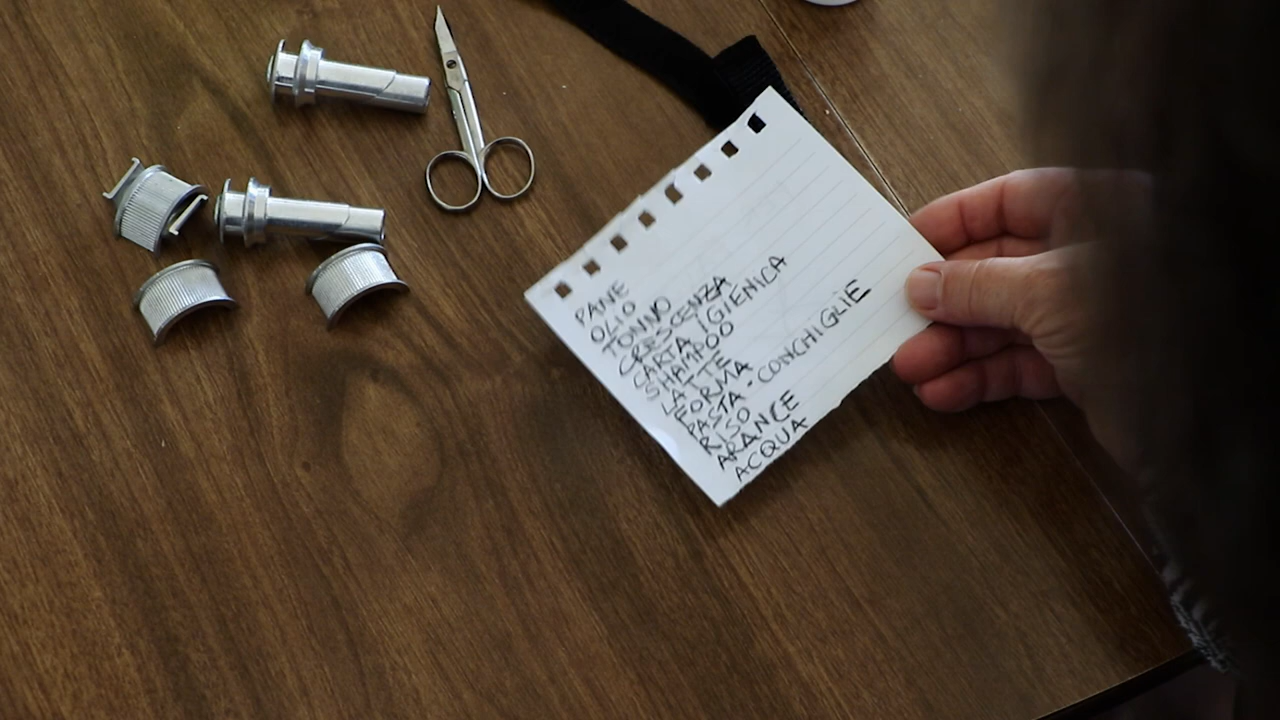 PANE
OLIO
TONNO
CRESCENZA
CARTA IGIENICA
SHAMPOO
LATTE
FORMA
PASTA - CONCHIGLIE
RISO
ARANCE
ACQUA